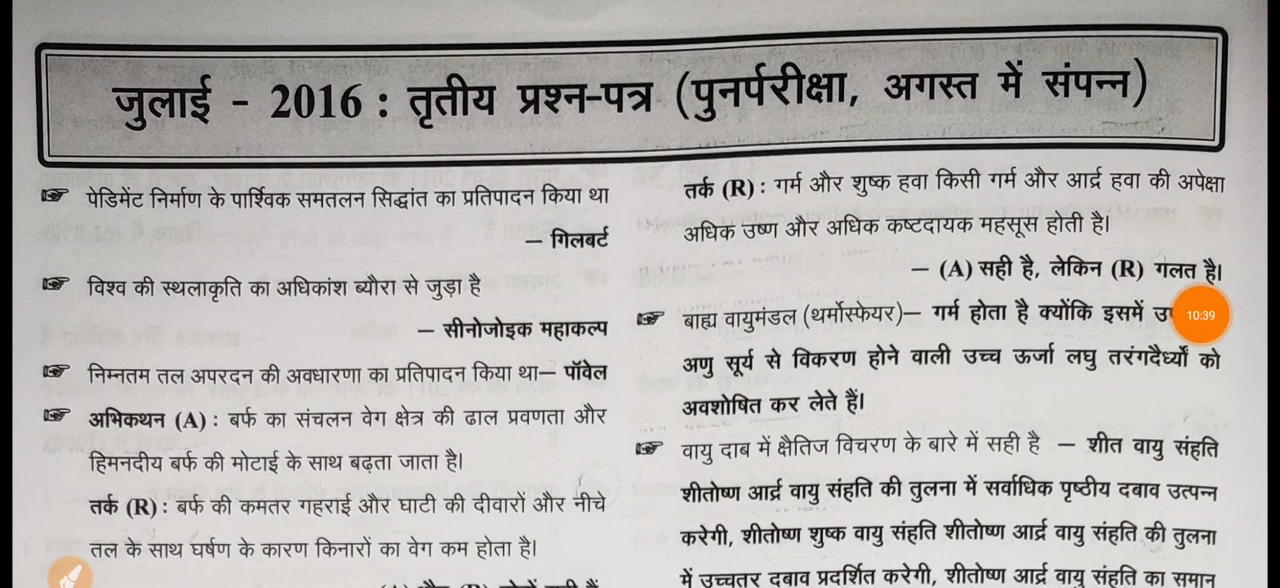 जुलाई - 2016 : तृतीय प्रश्न-पत्र (पुनर्परीक्षा, अगस्त में संपन्न)
पेडिमेंट निर्माण के पार्श्विक समतलन सिद्धांत का प्रतिपादन किया था
– गिलबर्ट
विश्व की स्थलाकृति का अधिकांश ब्यौरा से जुड़ा है
– सीनोजोइक महाकल्प
निम्नतम तल अपरदन की अवधारणा का प्रतिपादन किया था– पॉवेल
अभिकथन (A) : बर्फ का संचलन वेग क्षेत्र की ढाल प्रवणता और
हिमनदीय बर्फ की मोटाई के साथ बढ़ता जाता है।
तर्क (R) : बर्फ की कमतर गहराई और घाटी की दीवारों और नीचे
तल के साथ घर्षण के कारण किनारों का वेग कम होता है।
तर्क (R) : गर्म और शुष्क हवा किसी गर्म और आर्द्र हवा की अपेक्षा
अधिक उष्ण और अधिक कष्टदायक महसूस होती है।
– (A) सही है, लेकिन (R) गलत है।
बाह्य वायुमंडल (थर्मोस्फेयर)– गर्म होता है क्योंकि इसमें
10:39
अणु सूर्य से विकरण होने वाली उच्च ऊर्जा लघु तरंगदैर्ध्यों को
अवशोषित कर लेते हैं।
वायु दाब में क्षैतिज विचरण के बारे में सही है – शीत वायु संहति
शीतोष्ण आर्द्र वायु संहति की तुलना में सर्वाधिक पृष्ठीय दबाव उत्पन्न
करेगी, शीतोष्ण शुष्क वायु संहति शीतोष्ण आर्द्र वायु संहति की तुलना
में उच्चतर दबाव प्रदर्शित करेगी, शीतोष्ण आर्द्र वायु संहति का समान